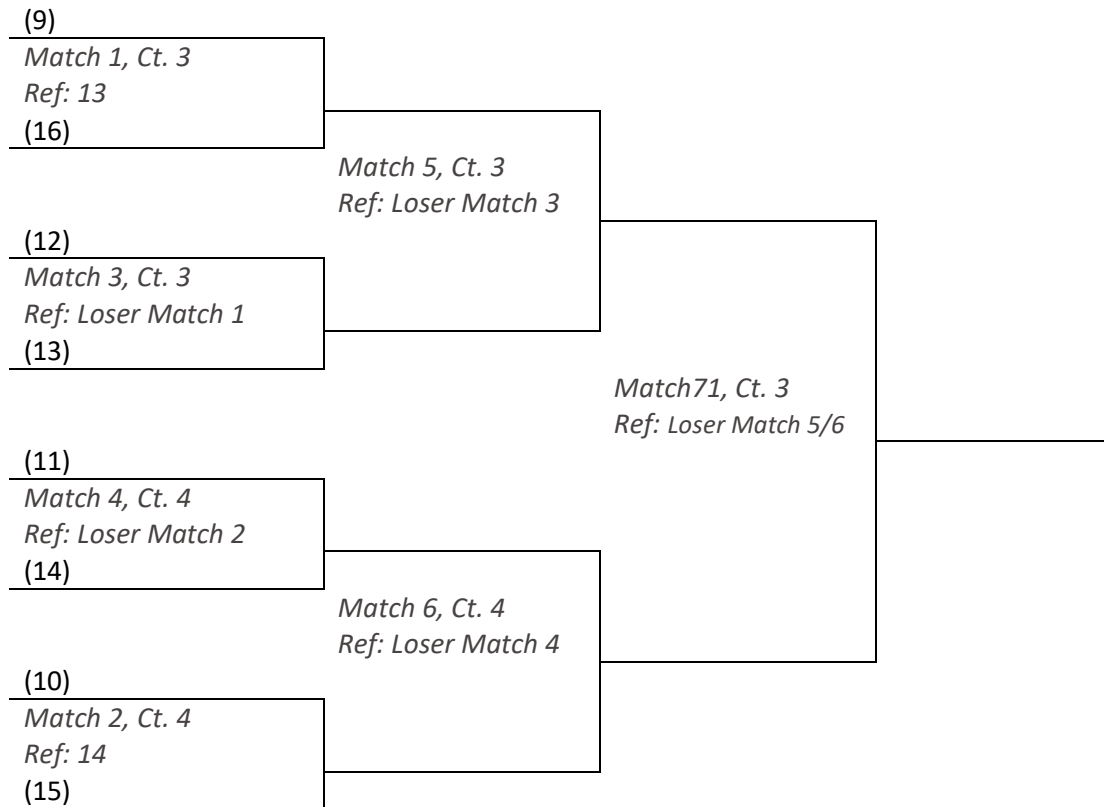 (9)
Match 1, Ct. 3
Ref: 13
(16)
Match 5, Ct. 3
Ref: Loser Match 3
(12)
Match 3, Ct. 3
Ref: Loser Match 1
(13)
Match71, Ct. 3
Ref: Loser Match 5/6
(11)
Match 4, Ct. 4
Ref: Loser Match 2
(14)
Match 6, Ct. 4
Ref: Loser Match 4
(10)
Match 2, Ct. 4
Ref: 14
(15)